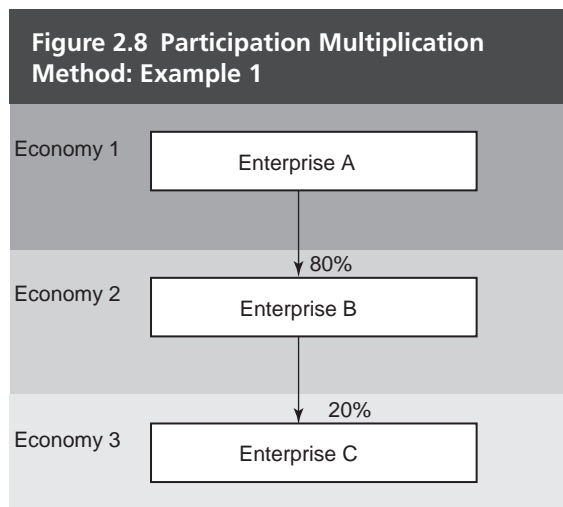 Figure 2.8 Participation Multiplication
Method: Example 1
Economy 1
Enterprise A
80%
Economy 2
Enterprise B
20%
Economy 3
Enterprise C